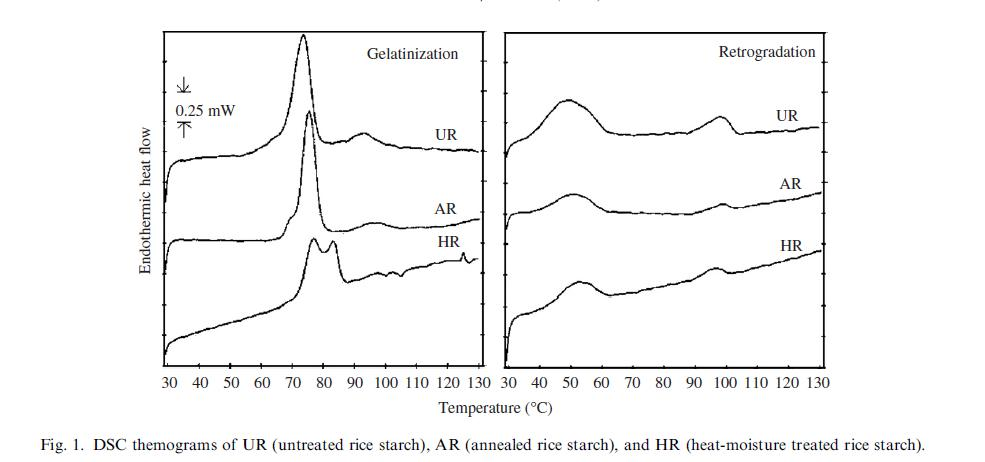 Gelatinization
Retrogradation
0.25 mW
UR
UR
AR
AR
HR
HR
Endothermic heat flow
30 40 50 60 70 80 90 100 110 120 130
30 40 50 60 70 80 90 100 110 120 130
Temperature (°C)
Fig. 1. DSC themograms of UR (untreated rice starch), AR (annealed rice starch), and HR (heat-moisture treated rice starch).